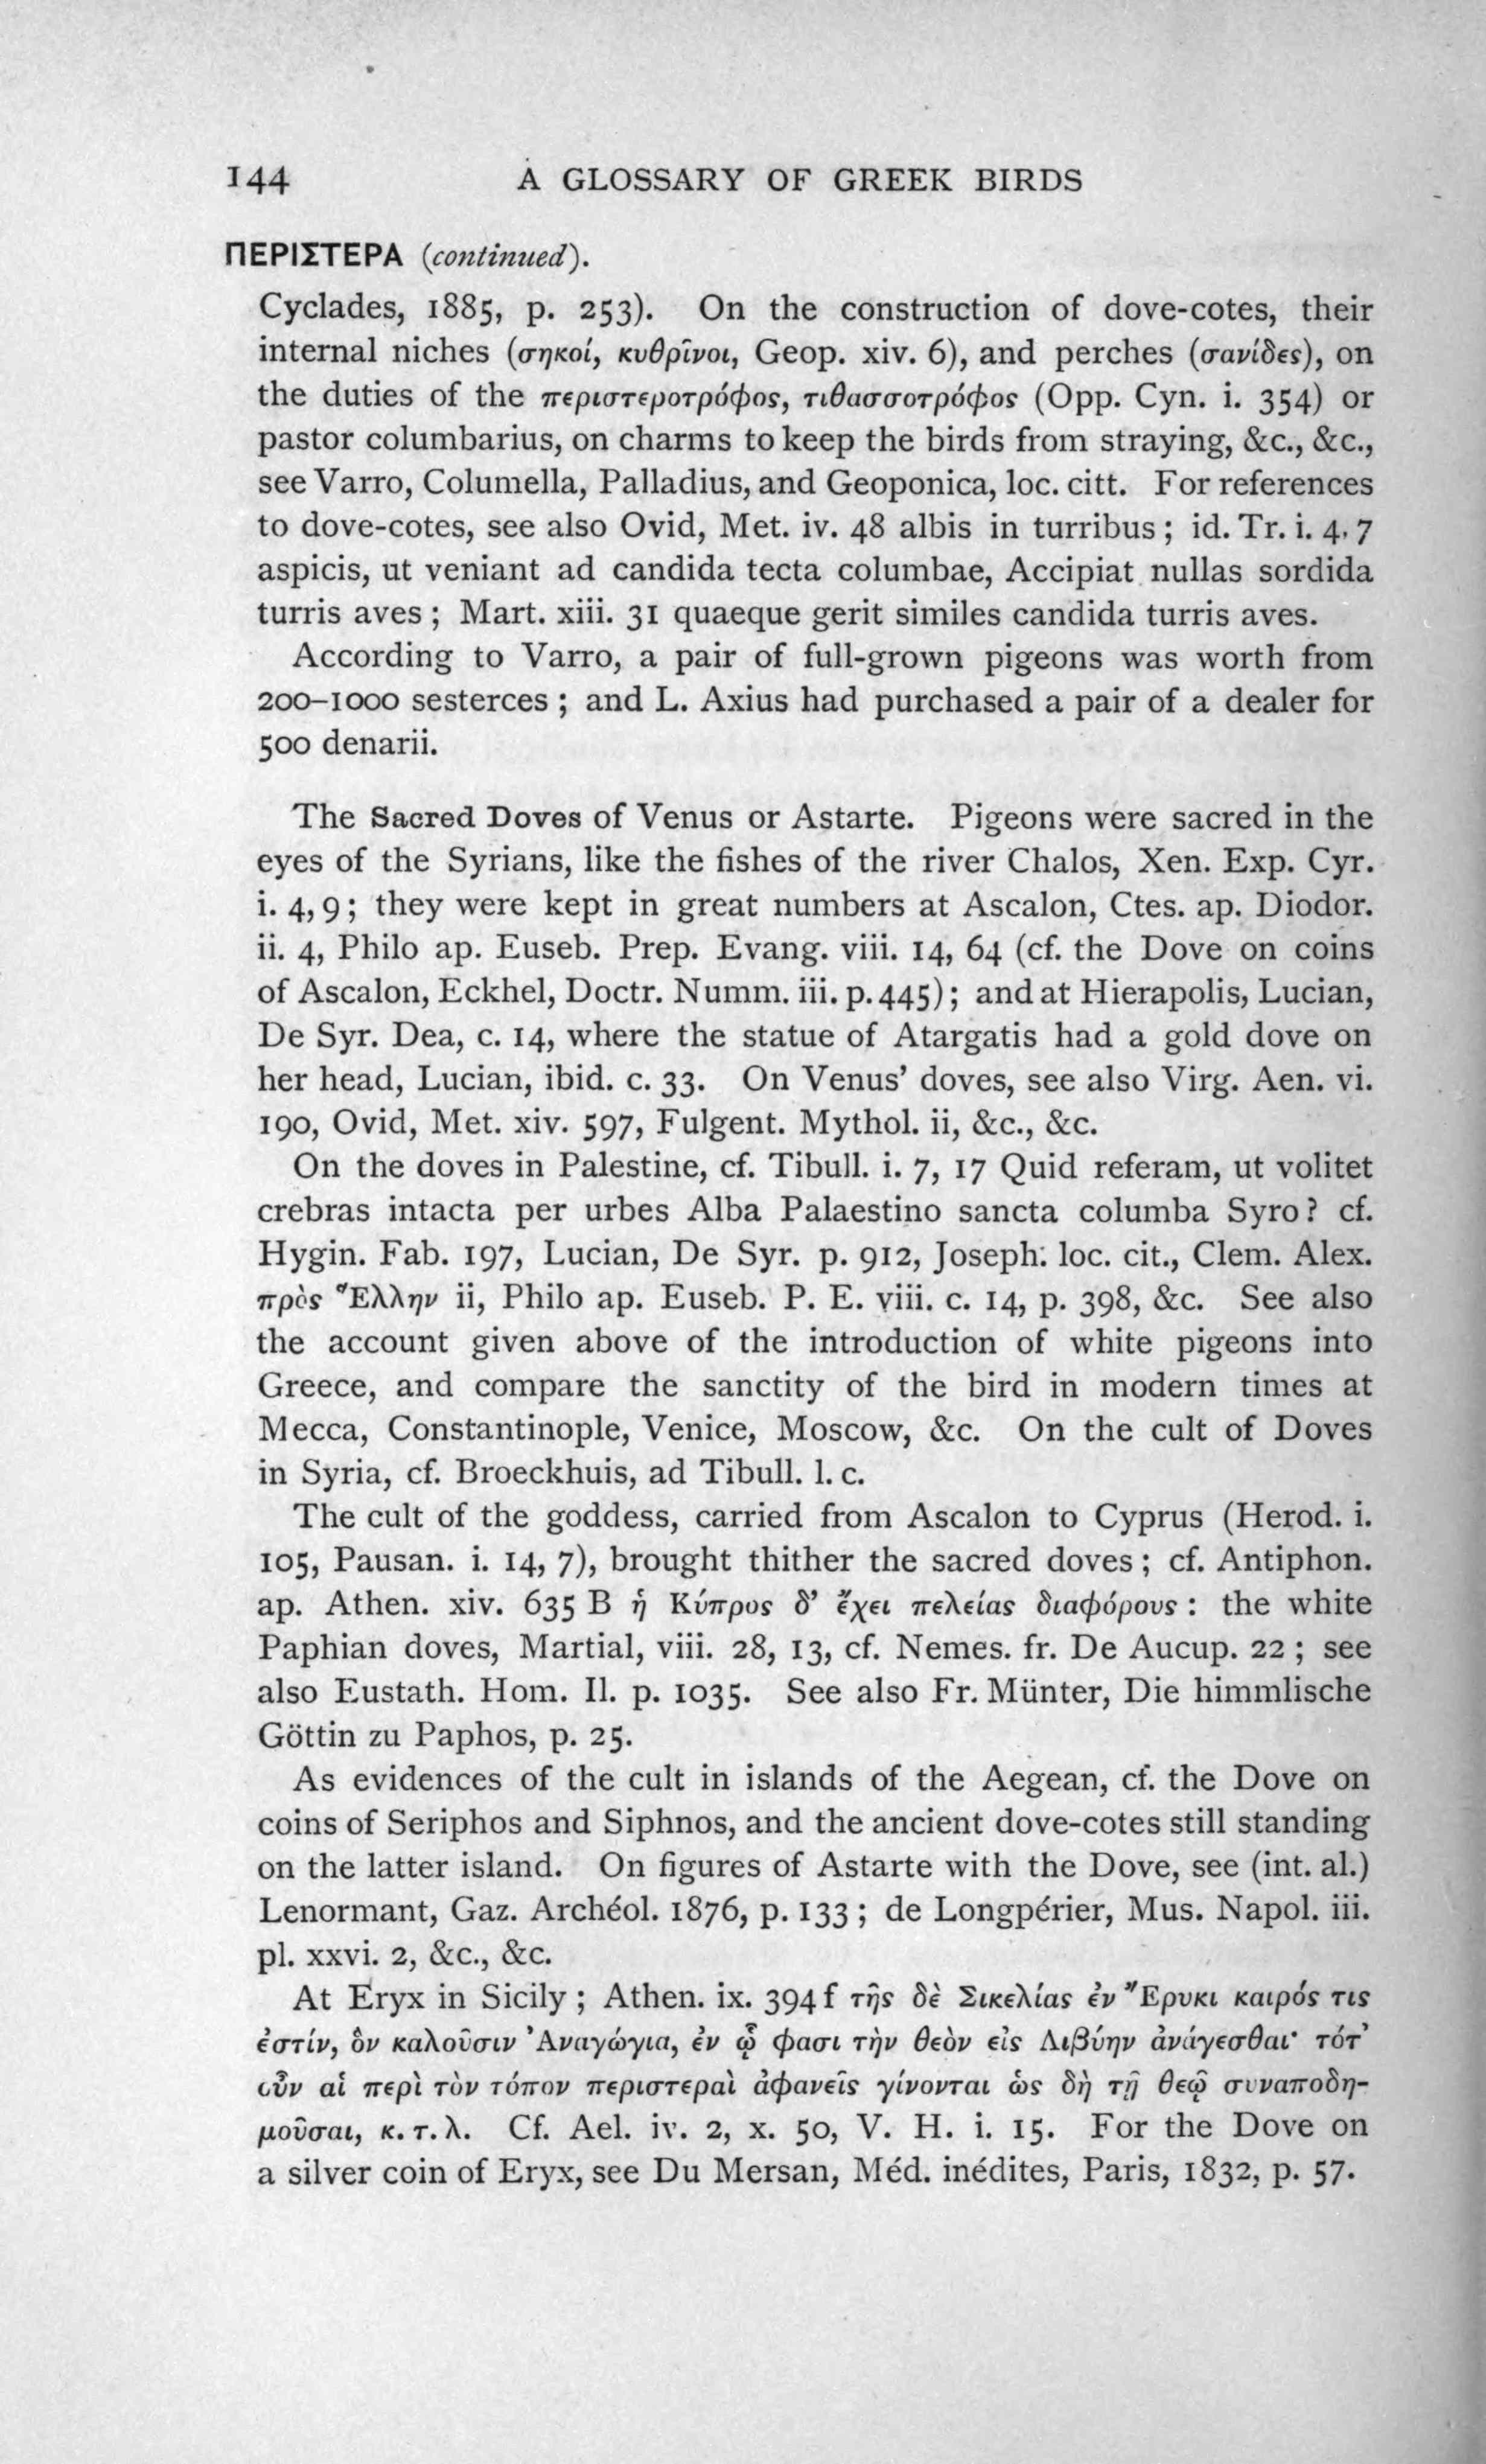 144 A GLOSSARY OF GREEK BIRDS
ΠΕΡΙΣΤΕΡΑ (continued).
Cyclades, 1885, p. 253). On the construction of dove-cotes, their
internal niches (σηκοί, κυθρῖνοι, Geop. xiv. 6), and perches (σανίδες), on
the duties of the περιστεροτρόφος, τιθασσοτρόφος (Opp. Cyn. i. 354) or
pastor columbarius, on charms to keep the birds from straying, &c., &c.,
see Varro, Columella, Palladius, and Geoponica, loc. citt. For references
to dove-cotes, see also Ovid, Met. iv. 48 albis in turribus; id. Tr. i. 4, 7
aspicis, ut veniant ad candida tecta columbae, Accipiat nullas sordida
turris aves; Mart. xiii. 31 quaeque gerit similes candida turris aves.
According to Varro, a pair of full-grown pigeons was worth from
200–1000 sesterces; and L. Axius had purchased a pair of a dealer for
500 denarii.
The Sacred Doves of Venus or Astarte. Pigeons were sacred in the
eyes of the Syrians, like the fishes of the river Chalos, Xen. Exp. Cyr.
i. 4, 9; they were kept in great numbers at Ascalon, Ctes. ap. Diodor.
ii. 4, Philo ap. Euseb. Prep. Evang. viii. 14, 64 (cf. the Dove on coins
of Ascalon, Eckhel, Doctr. Numm. iii. p. 445); and at Hierapolis, Lucian,
De Syr. Dea, c. 14, where the statue of Atargatis had a gold dove on
her head, Lucian, ibid. c. 33. On Venus' doves, see also Virg. Aen. vi.
190, Ovid, Met. xiv. 597, Fulgent. Mythol. ii, &c., &c.
On the doves in Palestine, cf. Tibull. i. 7, 17 Quid referam, ut volitet
crebras intacta per urbes Alba Palaestino sancta columba Syro? cf.
Hygin. Fab. 197, Lucian, De Syr. p. 912, Joseph. loc. cit., Clem. Alex.
πρὸς Ἕλλην ii, Philo ap. Euseb. P. E. viii. c. 14, p. 398, &c. See also
the account given above of the introduction of white pigeons into
Greece, and compare the sanctity of the bird in modern times at
Mecca, Constantinople, Venice, Moscow, &c. On the cult of Doves
in Syria, cf. Broeckhuis, ad Tibull. l. c.
The cult of the goddess, carried from Ascalon to Cyprus (Herod. i.
105, Pausan. i. 14, 7), brought thither the sacred doves; cf. Antiphon.
ap. Athen. xiv. 635 B ἡ Κύπρος δ' ἔχει πελείας διαφόρους: the white
Paphian doves, Martial, viii. 28, 13, cf. Nemes. fr. De Aucup. 22; see
also Eustath. Hom. Il. p. 1035. See also Fr. Münter, Die himmlische
Göttin zu Paphos, p. 25.
As evidences of the cult in islands of the Aegean, cf. the Dove on
coins of Seriphos and Siphnos, and the ancient dove-cotes still standing
on the latter island. On figures of Astarte with the Dove, see (int. al.)
Lenormant, Gaz. Archéol. 1876, p. 133; de Longpérier, Mus. Napol. iii.
pl. xxvi. 2, &c., &c.
At Eryx in Sicily; Athen. ix. 394 f τῆς δὲ Σικελίας ἐν Ἔρυκι καιρός τις
ἐστίν, ὃν καλοῦσιν Ἀναγώγια, ἐν ᾧ φασι τὴν θεὸν εἰς Λιβύην ἀνάγεσθαι· τότ'
οὖν αἱ περὶ τὸν τόπον περιστεραὶ ἀφανεῖς γίνονται ὡς δὴ τῇ θεῷ συναποδη-
μοῦσαι, κ. τ. λ. Cf. Ael. iv. 2, x. 50, V. H. i. 15. For the Dove on
a silver coin of Eryx, see Du Mersan, Méd. inédites, Paris, 1832, p. 57.